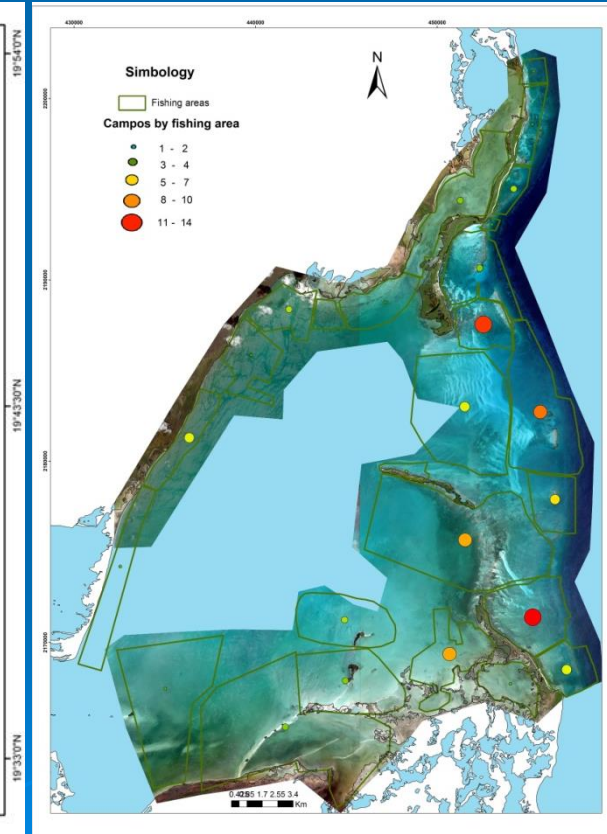 430000 440000 450000
N
Simbology
Fishing areas
Campos by fishing area
1 - 2
3 - 4
5 - 7
8 - 10
11 - 14
2200000
2190000
2180000
2170000
19°54'0"N
19°43'30"N
19°33'0"N
1.7 2.55 3.4
Km